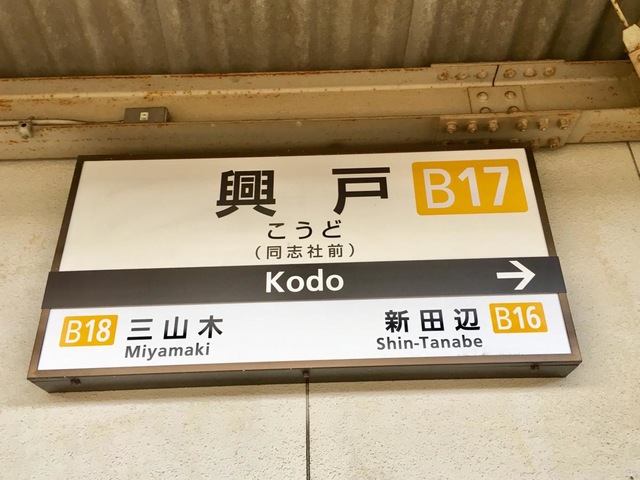 興戸 B17
こうど
(同志社前)
Kodo →
B18 三山木 新田辺 B16
Miyamaki Shin-Tanabe